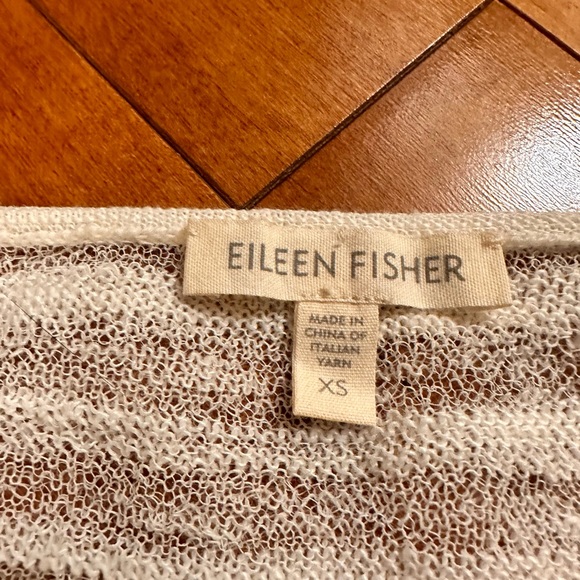 EILEEN FISHER
MADE IN
CHINA OF
ITALIAN
YARN
XS